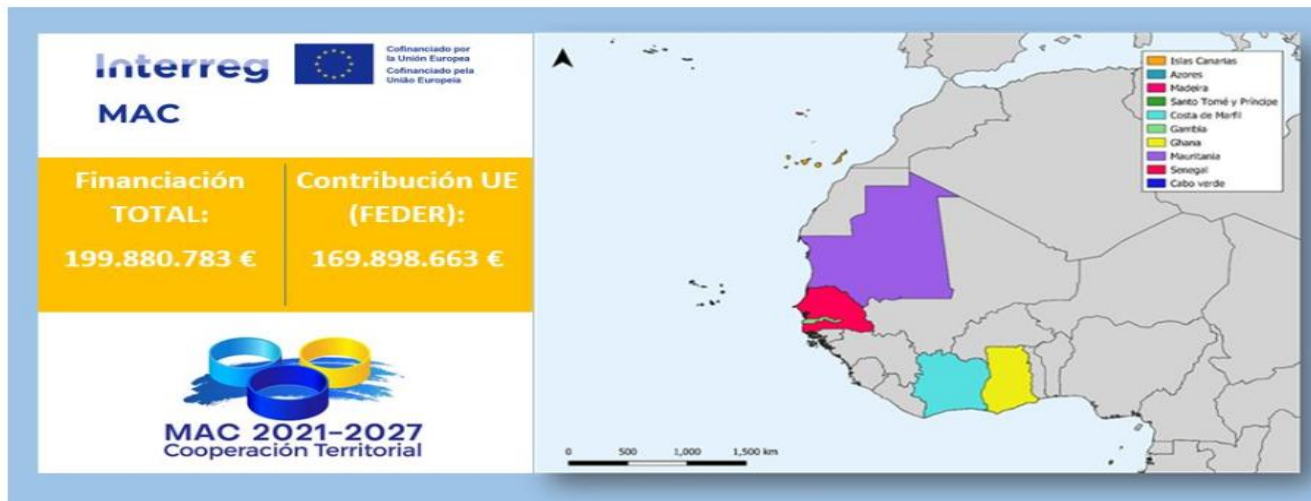 Interreg
Cofinanciado por
la Unión Europea
Cofinanciado pela
União Europeia
MAC
Financiación
TOTAL:
199.880.783 €
Contribución UE
(FEDER):
169.898.663 €
MAC 2021-2027
Cooperación Territorial
Islas Canarias
Azores
Madeira
Santo Tomé y Príncipe
Costa de Marfil
Gambia
Ghana
Mauritania
Senegal
Cabo verde
0 500 1,000 1,500 km